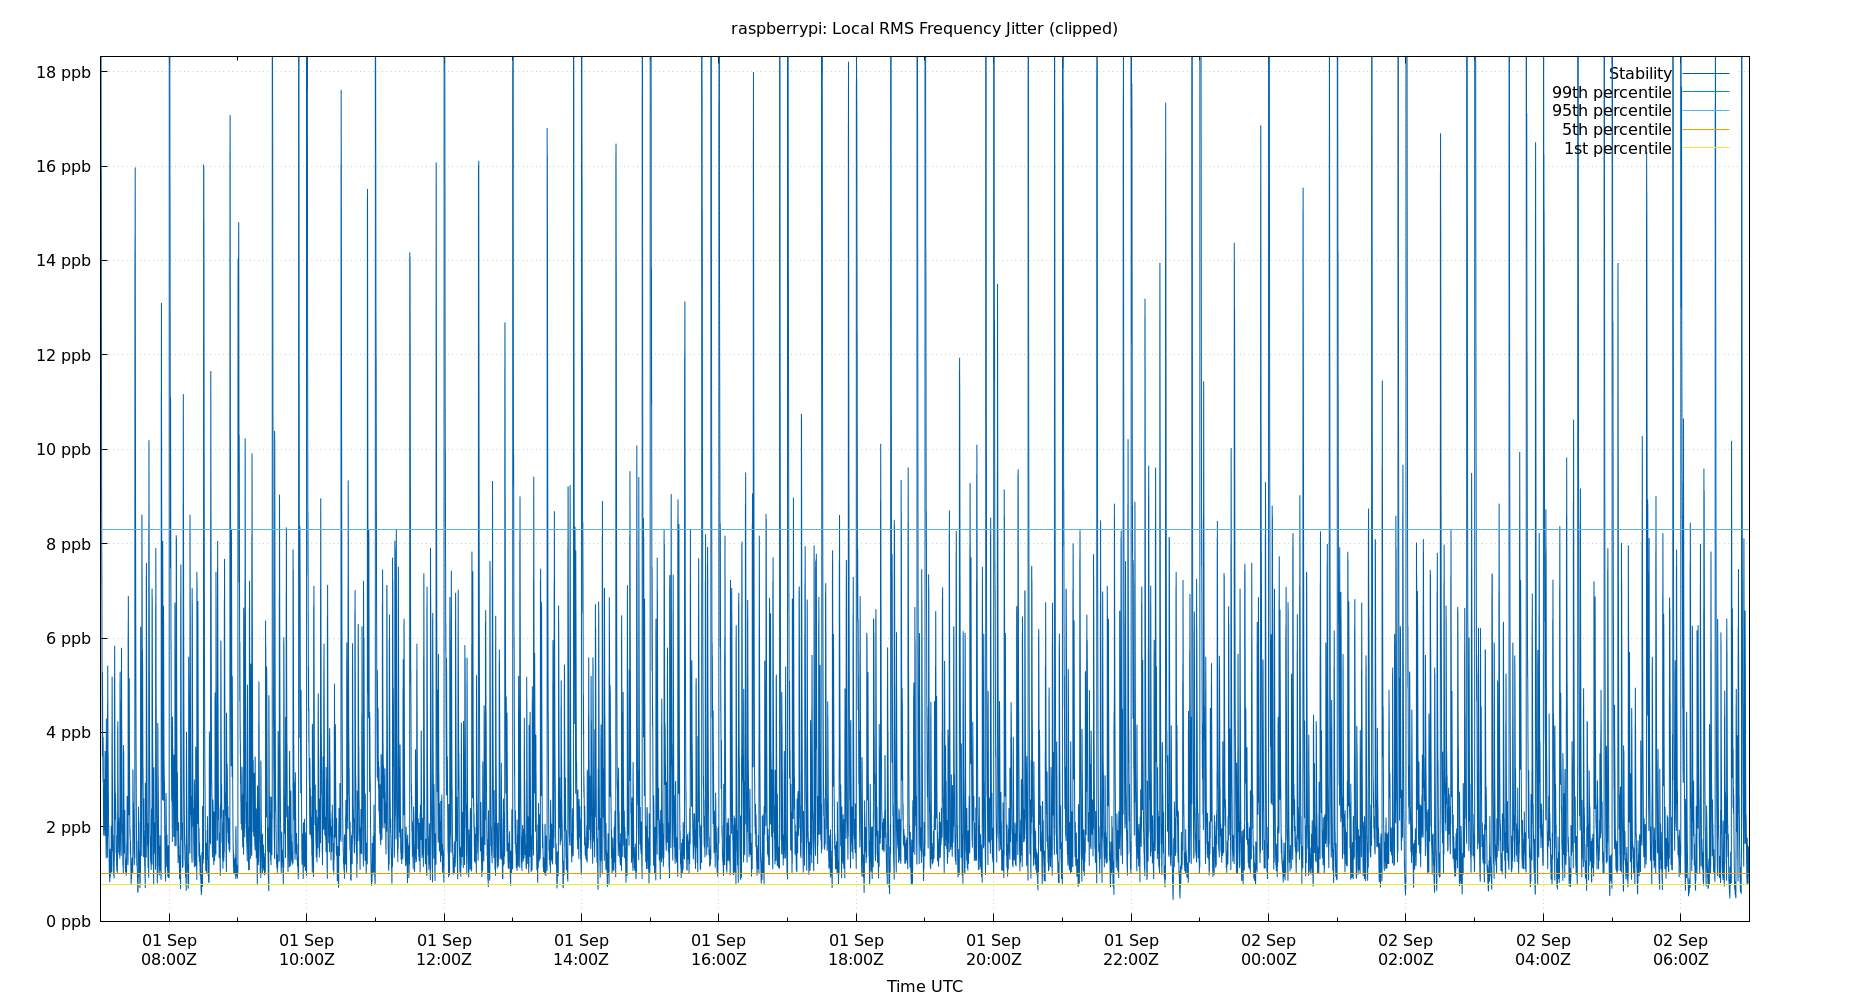 raspberrypi: Local RMS Frequency Jitter (clipped)
18 ppb
16 ppb
14 ppb
12 ppb
10 ppb
8 ppb
6 ppb
4 ppb
2 ppb
0 ppb
Stability
99th percentile
95th percentile
5th percentile
1st percentile
01 Sep 01 Sep 01 Sep 01 Sep 01 Sep 01 Sep 01 Sep 01 Sep 02 Sep 02 Sep 02 Sep 02 Sep
08:00Z 10:00Z 12:00Z 14:00Z 16:00Z 18:00Z 20:00Z 22:00Z 00:00Z 02:00Z 04:00Z 06:00Z
Time UTC